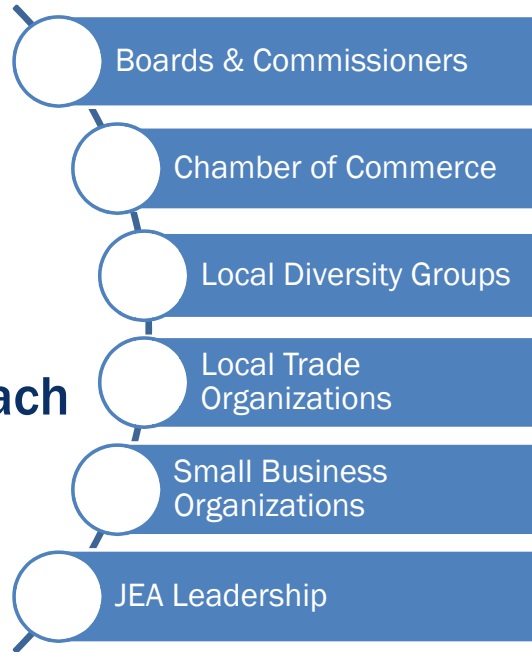 Boards & Commissioners
Chamber of Commerce
Local Diversity Groups
ach
Local Trade
Organizations
Small Business
Organizations
JEA Leadership